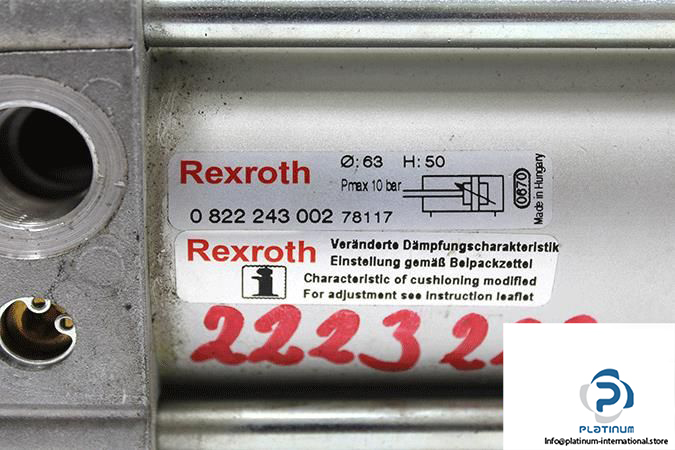 Rexroth Ø: 63 H: 50
Pmax 10 bar
0 822 243 002 78117
0670
Made in Hungary
Rexroth
Veränderte Dämpfungscharakteristik
Einstellung gemäß Beipackzettel
Characteristic of cushioning modified
For adjustment see instruction leaflet
2223
PLATINUM
Info@platinum-international.store